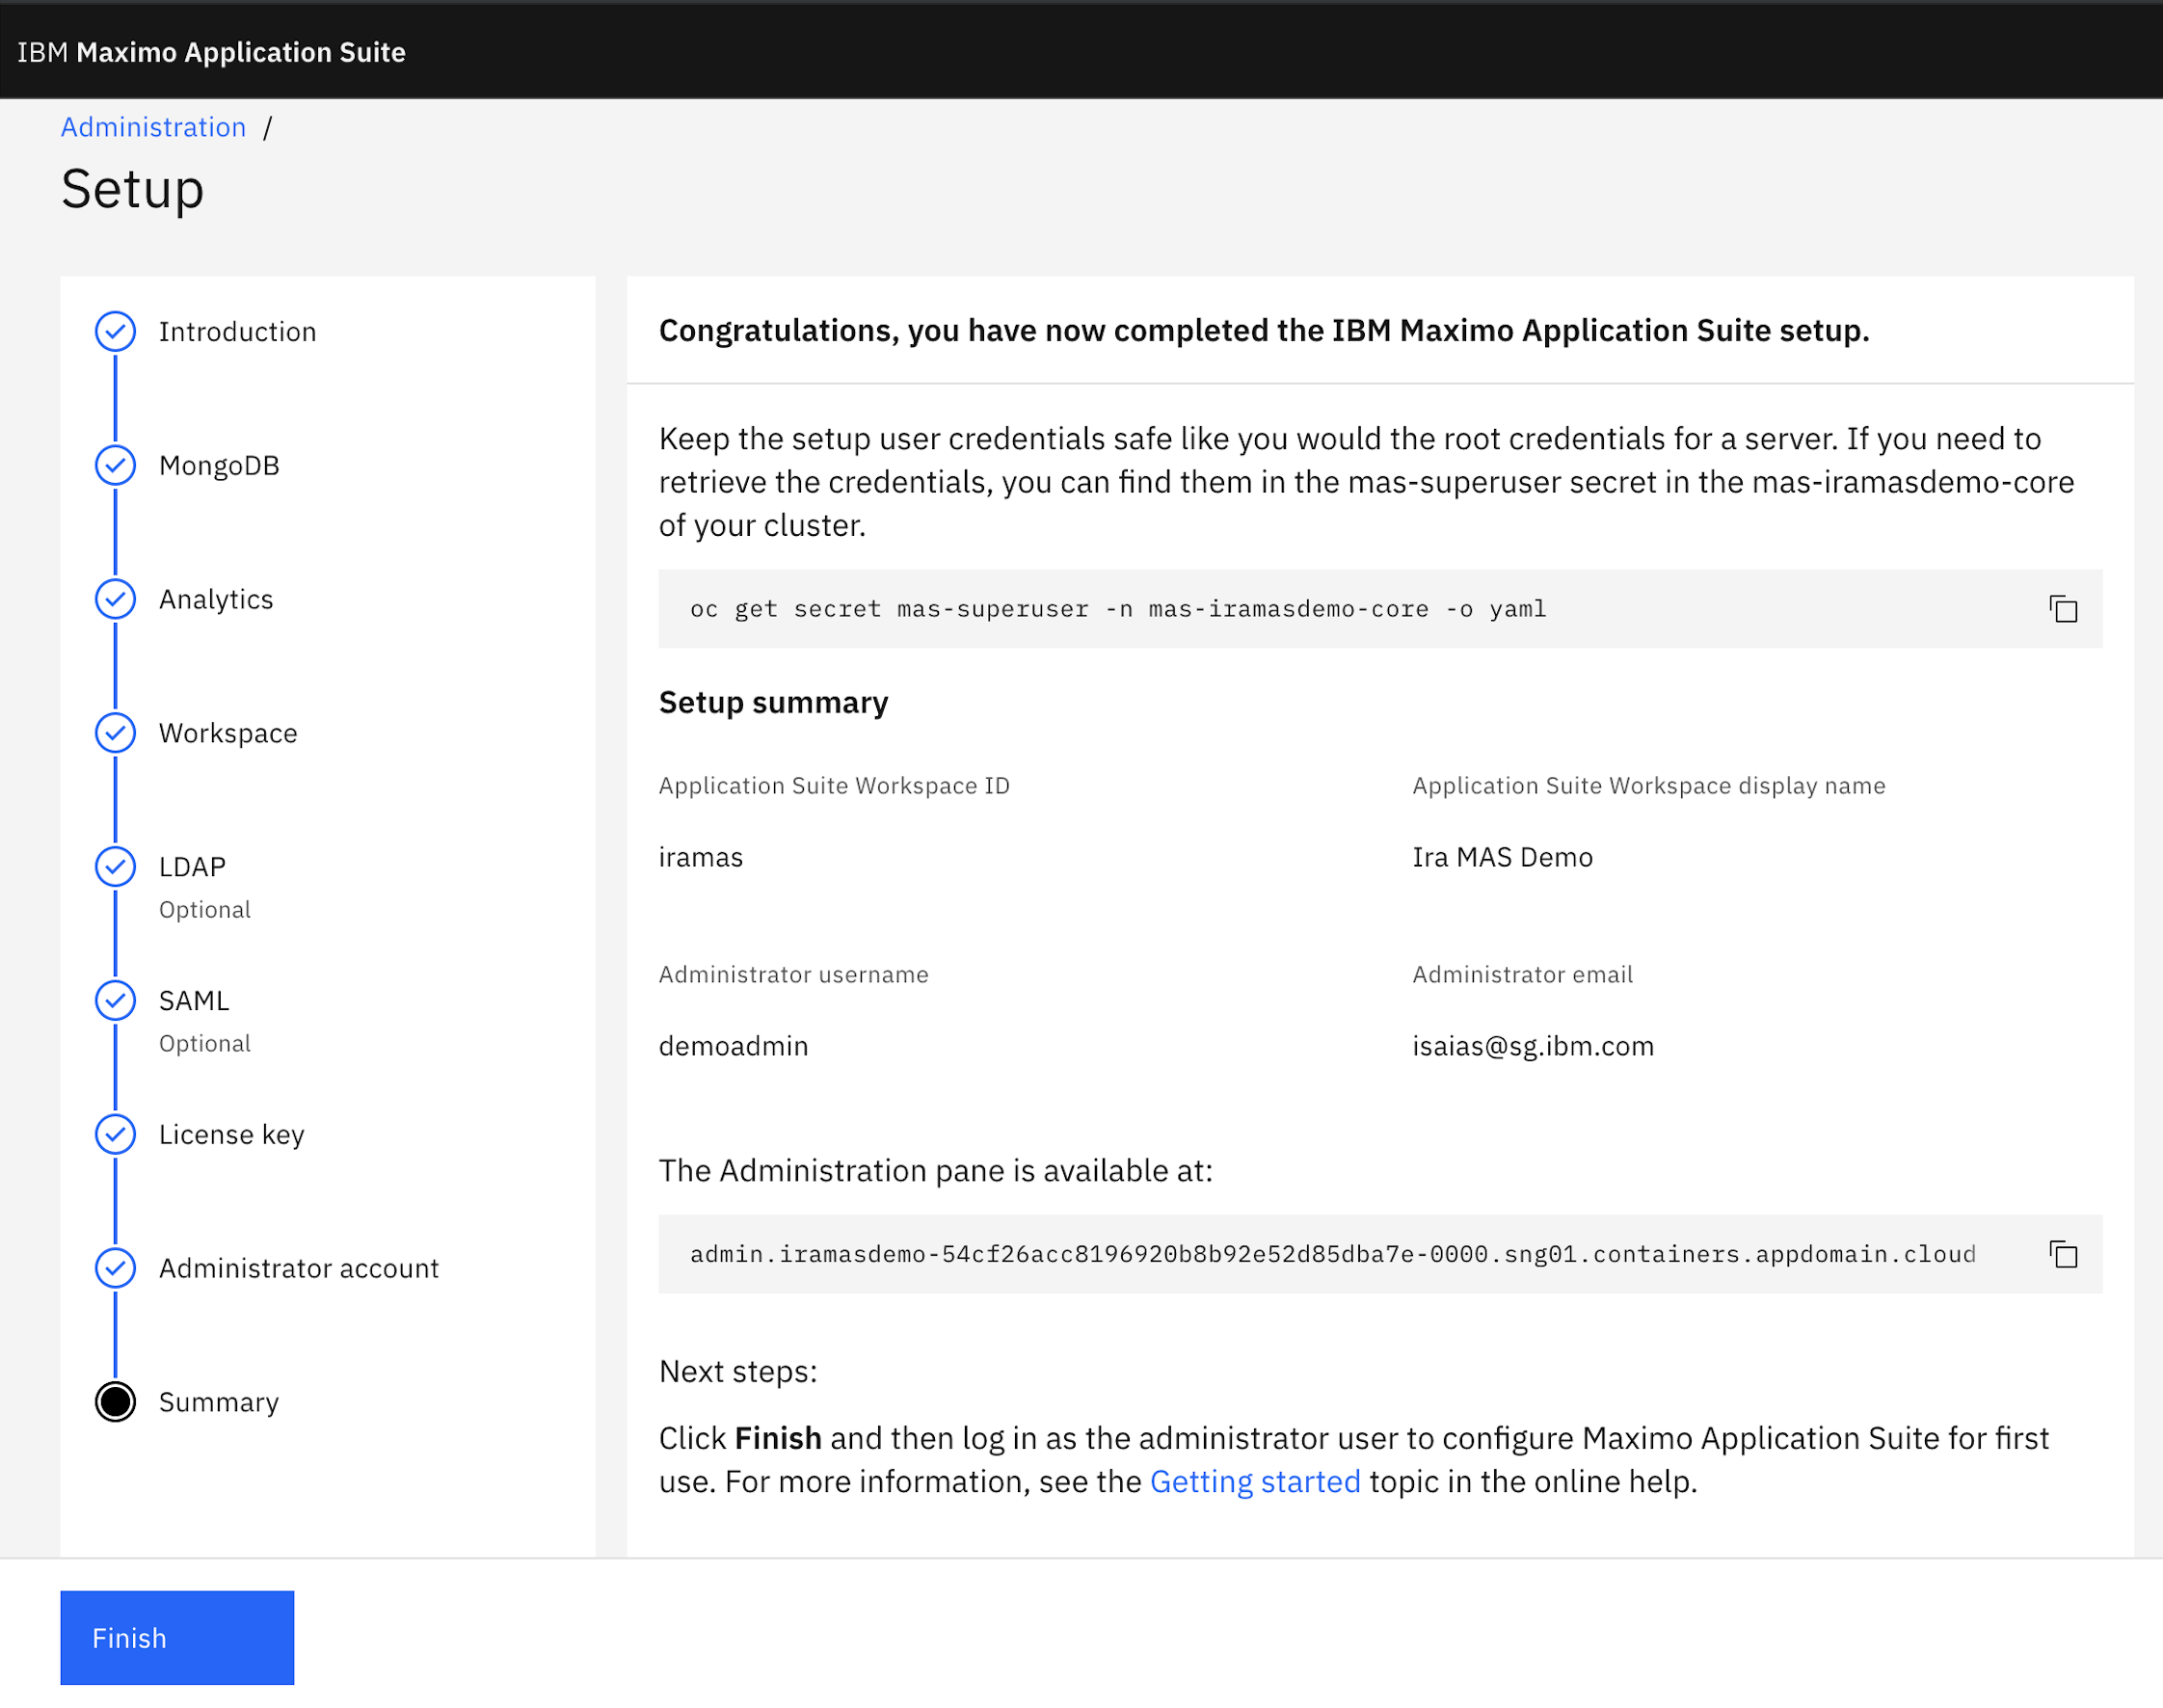 IBM Maximo Application Suite
Administration /
Setup
Introduction
MongoDB
Analytics
Workspace
LDAP
Optional
SAML
Optional
License key
Administrator account
Summary
Congratulations, you have now completed the IBM Maximo Application Suite setup.
Keep the setup user credentials safe like you would the root credentials for a server. If you need to
retrieve the credentials, you can find them in the mas-superuser secret in the mas-iramasdemo-core
of your cluster.
oc get secret mas-superuser -n mas-iramasdemo-core -o yaml
Setup summary
Application Suite Workspace ID
iramas
Application Suite Workspace display name
Ira MAS Demo
Administrator username
demoadmin
Administrator email
isaias@sg.ibm.com
The Administration pane is available at:
admin.iramasdemo-54cf26acc8196920b8b92e52d85dba7e-0000.sng01.containers.appdomain.cloud
Next steps:
Click Finish and then log in as the administrator user to configure Maximo Application Suite for first
use. For more information, see the Getting started topic in the online help.
Finish